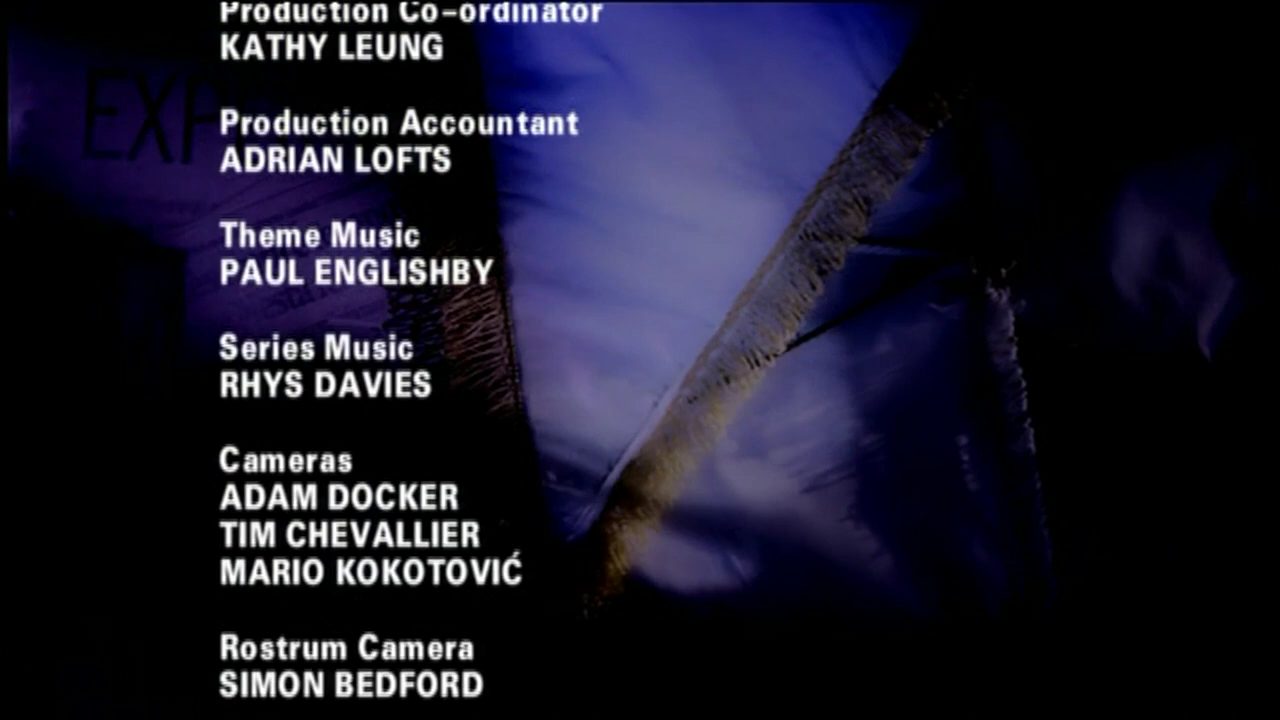 Production Co-ordinator
KATHY LEUNG
EXP
Production Accountant
ADRIAN LOFTS
Theme Music
PAUL ENGLISHBY
Series Music
RHYS DAVIES
Cameras
ADAM DOCKER
TIM CHEVALLIER
MARIO KOKOTOVIĆ
Rostrum Camera
SIMON BEDFORD